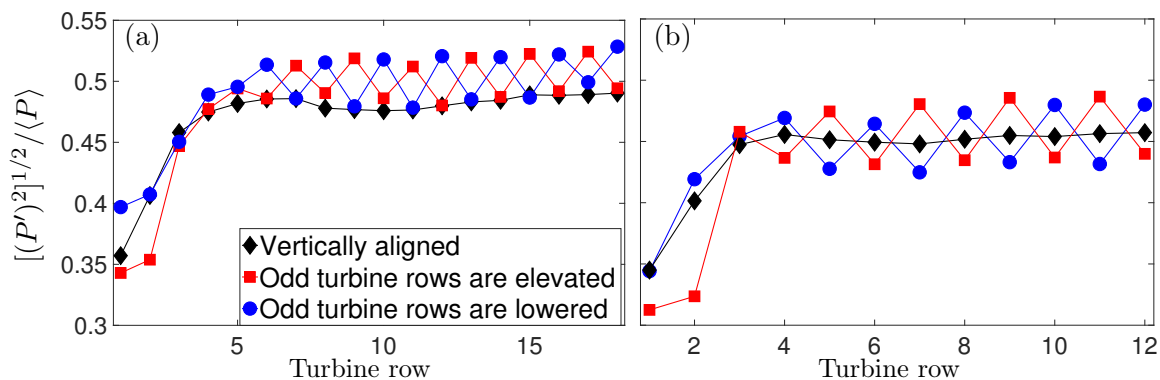 [(P′)²]^{1/2}/⟨P⟩
0.55
0.5
0.45
0.4
0.35
0.3
(a)
Vertically aligned
Odd turbine rows are elevated
Odd turbine rows are lowered
5 10 15
Turbine row
(b)
2 4 6 8 10 12
Turbine row